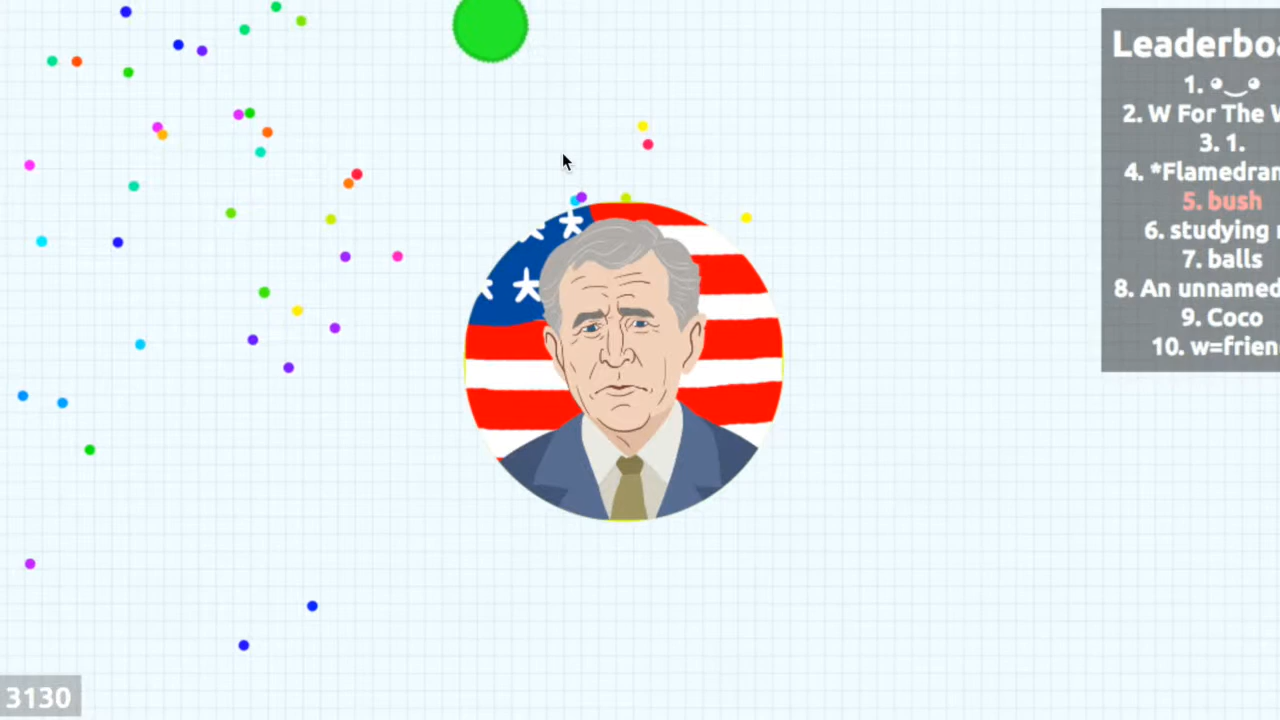 Leaderboa
1.
2. W For The W
3. 1.
4. *Flamedran
5. bush
6. studying
7. balls
8. An unnamed
9. Coco
10. w=frien
3130